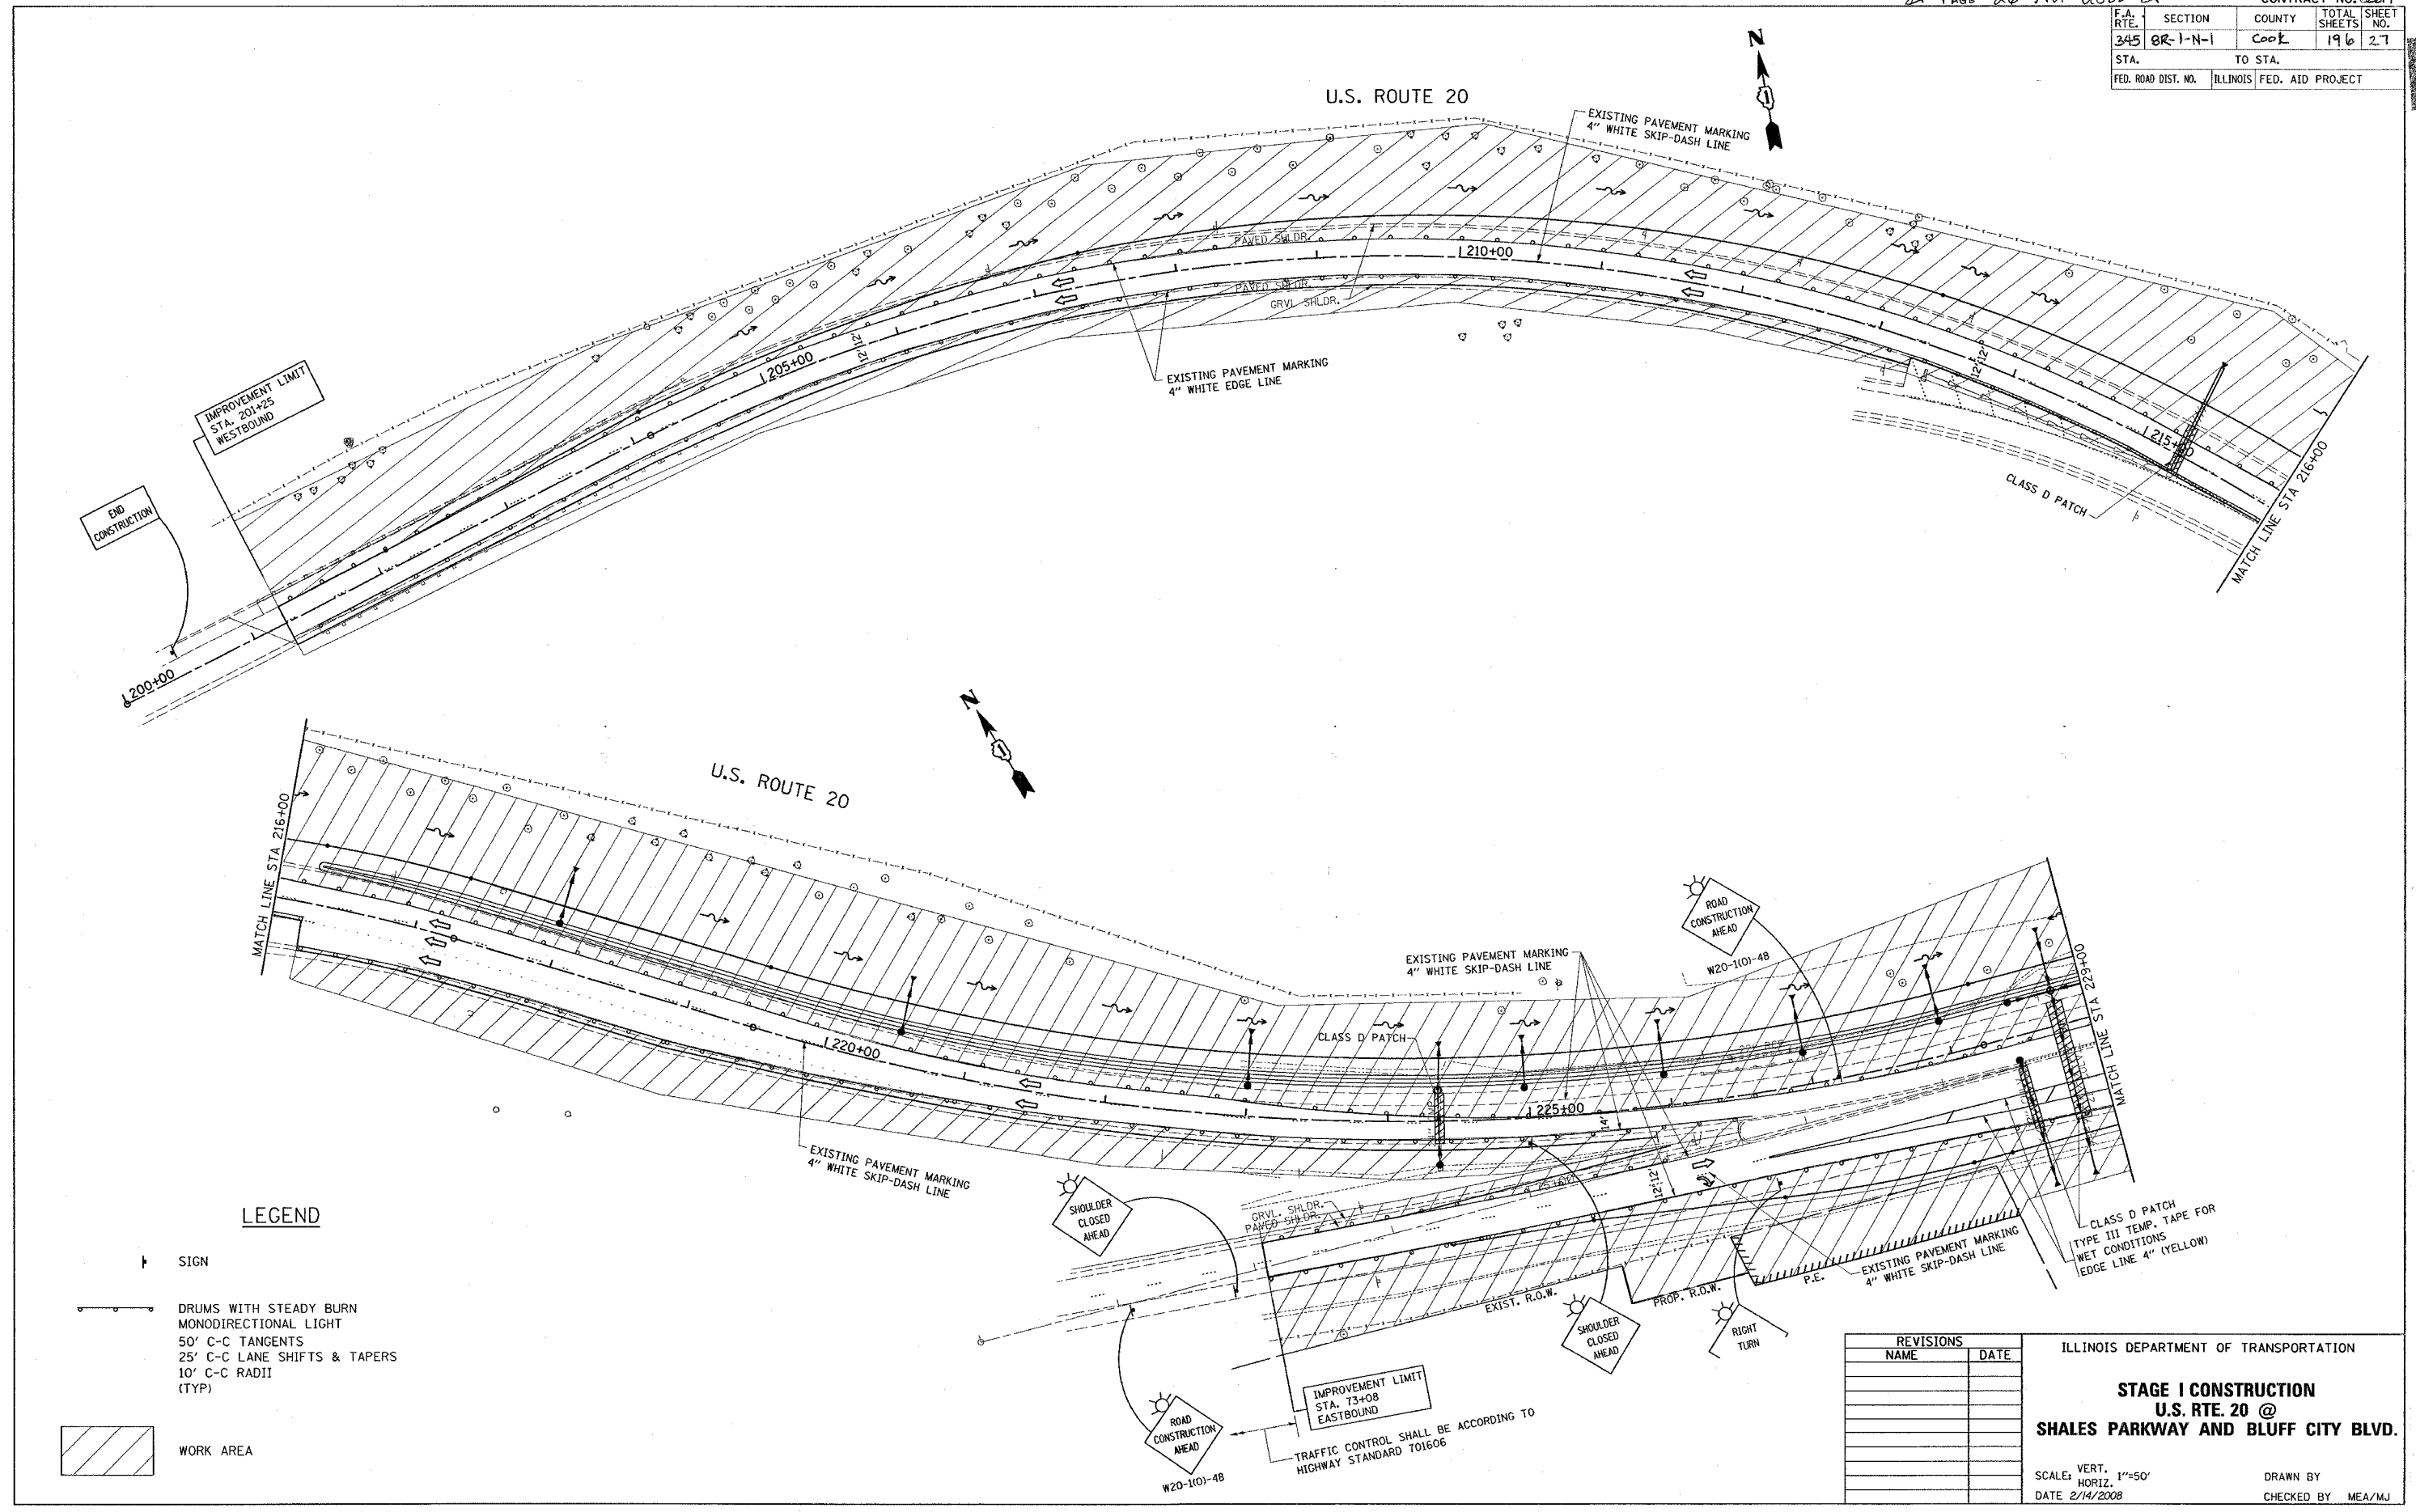 F.A. RTE. SECTION COUNTY TOTAL SHEETS SHEET NO.
345 8R-1-N-1 Cook 196 27
STA. TO STA.
FED. ROAD DIST. NO. ILLINOIS FED. AID PROJECT
N
U.S. ROUTE 20
EXISTING PAVEMENT MARKING
4" WHITE SKIP-DASH LINE
PAVED SHLDR.
210+00
PAVED SHLDR.
GRVL SHLDR.
12' 12'
205+00
12' 12'
EXISTING PAVEMENT MARKING
4" WHITE EDGE LINE
IMPROVEMENT LIMIT
STA. 201+25
WESTBOUND
END
CONSTRUCTION
200+00
CLASS D PATCH
MATCH LINE STA 216+00
N
U.S. ROUTE 20
MATCH LINE STA 216+00
220+00
EXISTING PAVEMENT MARKING
4" WHITE SKIP-DASH LINE
EXISTING PAVEMENT MARKING
4" WHITE SKIP-DASH LINE
CLASS D PATCH
ROAD
CONSTRUCTION
AHEAD
W20-1(O)-48
225+00
14'
12' 12'
MATCH LINE STA 229+00
SHOULDER
CLOSED
AHEAD
GRVL. SHLDR.
PAVED SHLDR.
EXIST. R.O.W.
PROP. R.O.W.
P.E.
EXISTING PAVEMENT MARKING
4" WHITE SKIP-DASH LINE
CLASS D PATCH
TYPE III TEMP. TAPE FOR
WET CONDITIONS
EDGE LINE 4" (YELLOW)
SHOULDER
CLOSED
AHEAD
RIGHT
TURN
IMPROVEMENT LIMIT
STA. 73+08
EASTBOUND
ROAD
CONSTRUCTION
AHEAD
W20-1(O)-48
TRAFFIC CONTROL SHALL BE ACCORDING TO
HIGHWAY STANDARD 701606
LEGEND
SIGN
DRUMS WITH STEADY BURN
MONODIRECTIONAL LIGHT
50' C-C TANGENTS
25' C-C LANE SHIFTS & TAPERS
10' C-C RADII
(TYP)
WORK AREA
REVISIONS
NAME DATE
ILLINOIS DEPARTMENT OF TRANSPORTATION
STAGE I CONSTRUCTION
U.S. RTE. 20 @
SHALES PARKWAY AND BLUFF CITY BLVD.
SCALE: VERT. HORIZ. 1"=50'
DATE 2/14/2008
DRAWN BY
CHECKED BY MEA/MJ